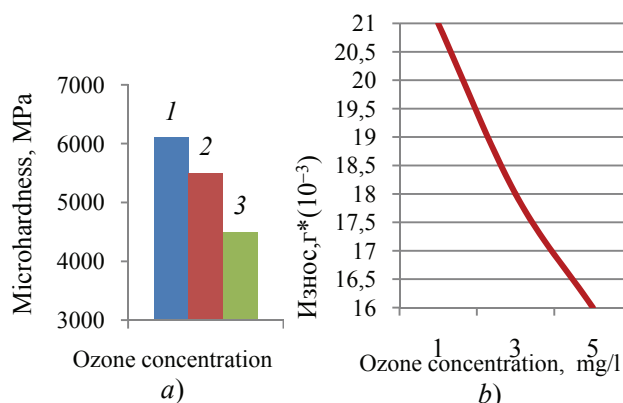 Microhardness, MPa
7000
6000
5000
4000
3000
1
2
3
Ozone concentration
a)
Износ,г*(10⁻³)
21
20,5
20
19,5
19
18,5
18
17,5
17
16,5
16
1 3 5
Ozone concentration, mg/l
b)